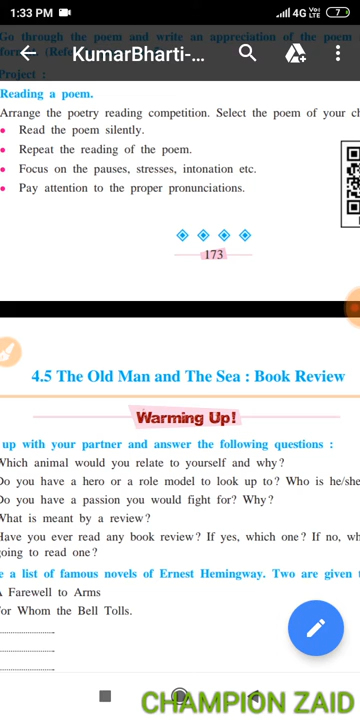 1:33 PM
4G
VoLTE
7
Go through the poem and write an appreciation of the poem
KumarBharti-...
Project :
Reading a poem.
Arrange the poetry reading competition. Select the poem of your ch
• Read the poem silently.
• Repeat the reading of the poem.
• Focus on the pauses, stresses, intonation etc.
• Pay attention to the proper pronunciations.
173
4.5 The Old Man and The Sea : Book Review
Warming Up!
up with your partner and answer the following questions :
Which animal would you relate to yourself and why?
Do you have a hero or a role model to look up to? Who is he/she
Do you have a passion you would fight for? Why?
What is meant by a review?
Have you ever read any book review? If yes, which one? If no, wh
going to read one?
e a list of famous novels of Ernest Hemingway. Two are given
A Farewell to Arms
For Whom the Bell Tolls.
........................
........................
........................
CHAMPION ZAID